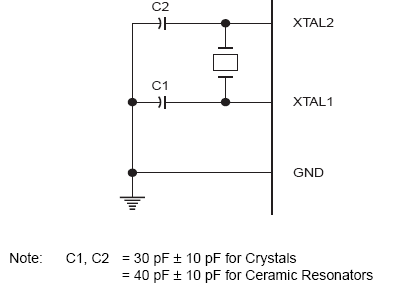 C2
XTAL2
C1
XTAL1
GND
Note: C1, C2 = 30 pF ± 10 pF for Crystals
= 40 pF ± 10 pF for Ceramic Resonators